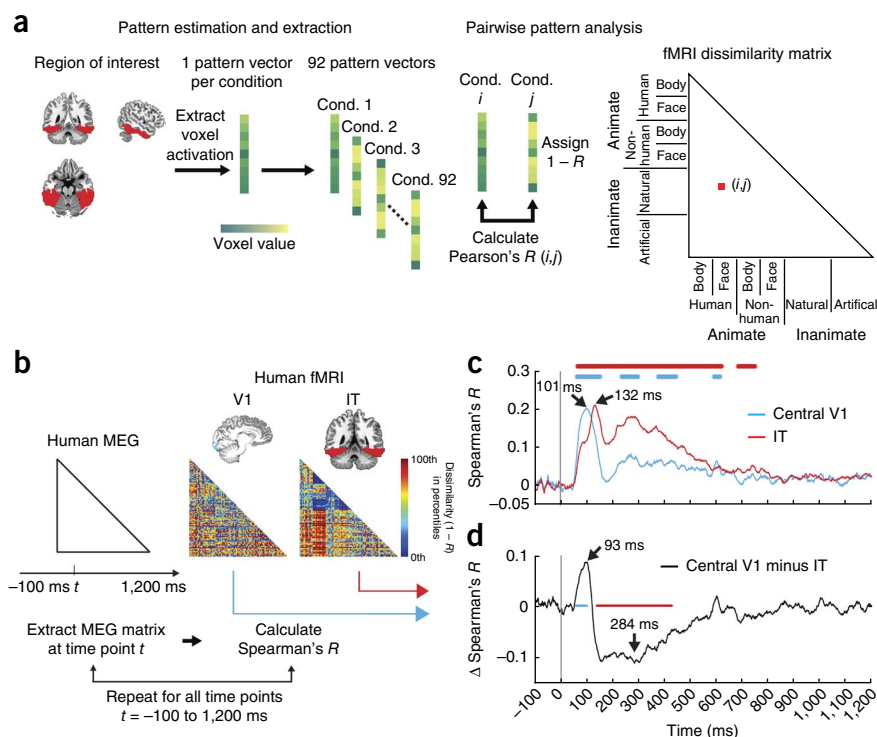 a
Pattern estimation and extraction
Pairwise pattern analysis
Region of interest
1 pattern vector
per condition
92 pattern vectors
Extract
voxel
activation
Cond. 1
Cond. 2
Cond. 3
Cond. 92
Voxel value
Cond.
i
Cond.
j
Assign
1 – R
Calculate
Pearson's R (i,j)
fMRI dissimilarity matrix
Animate
Inanimate
Human
Non-
human
Natural
Artificial
Body
Face
Body
Face
(i,j)
Body
Face
Body
Face
Human
Non-
human
Natural
Artifical
Animate
Inanimate
b
Human MEG
–100 ms t 1,200 ms
Human fMRI
V1
IT
100th
0th
Dissimilarity (1 – R)
in percentiles
Extract MEG matrix
at time point t
Calculate
Spearman's R
Repeat for all time points
t = –100 to 1,200 ms
c
Spearman's R
0.3
0.2
0.1
0
–0.05
101 ms
132 ms
Central V1
IT
d
Δ Spearman's R
0.1
0
–0.1
93 ms
284 ms
Central V1 minus IT
–100
0
100
200
300
400
500
600
700
800
900
1,000
1,100
1,200
Time (ms)